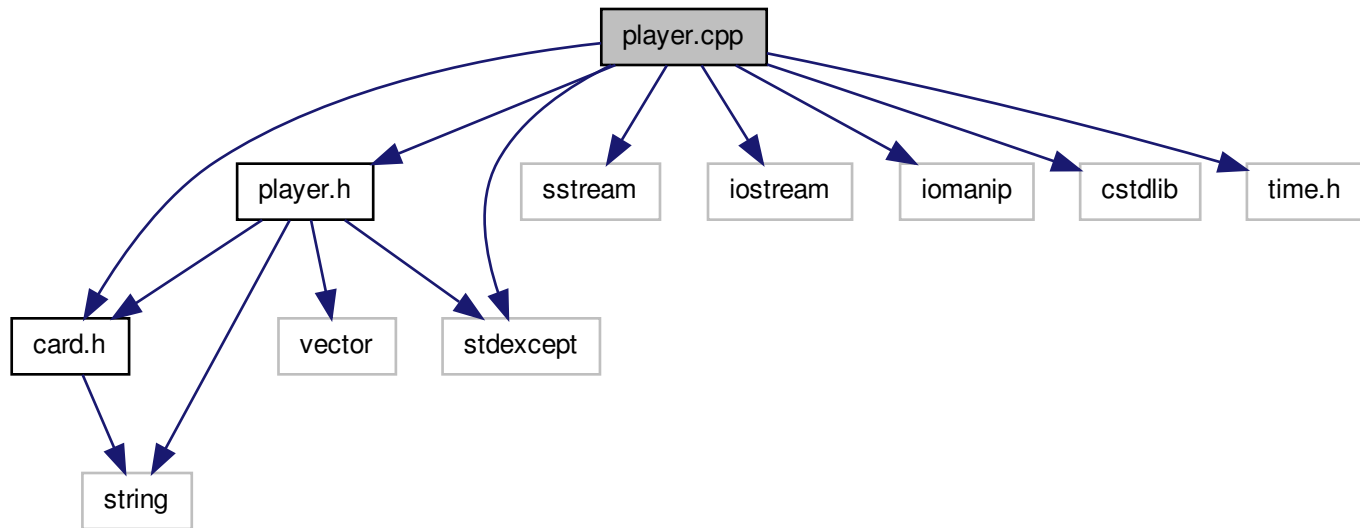 player.cpp
player.h
sstream
iostream
iomanip
cstdlib
time.h
card.h
vector
stdexcept
string